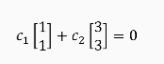 c₁ [1 1] + c₂ [3 3] = 0